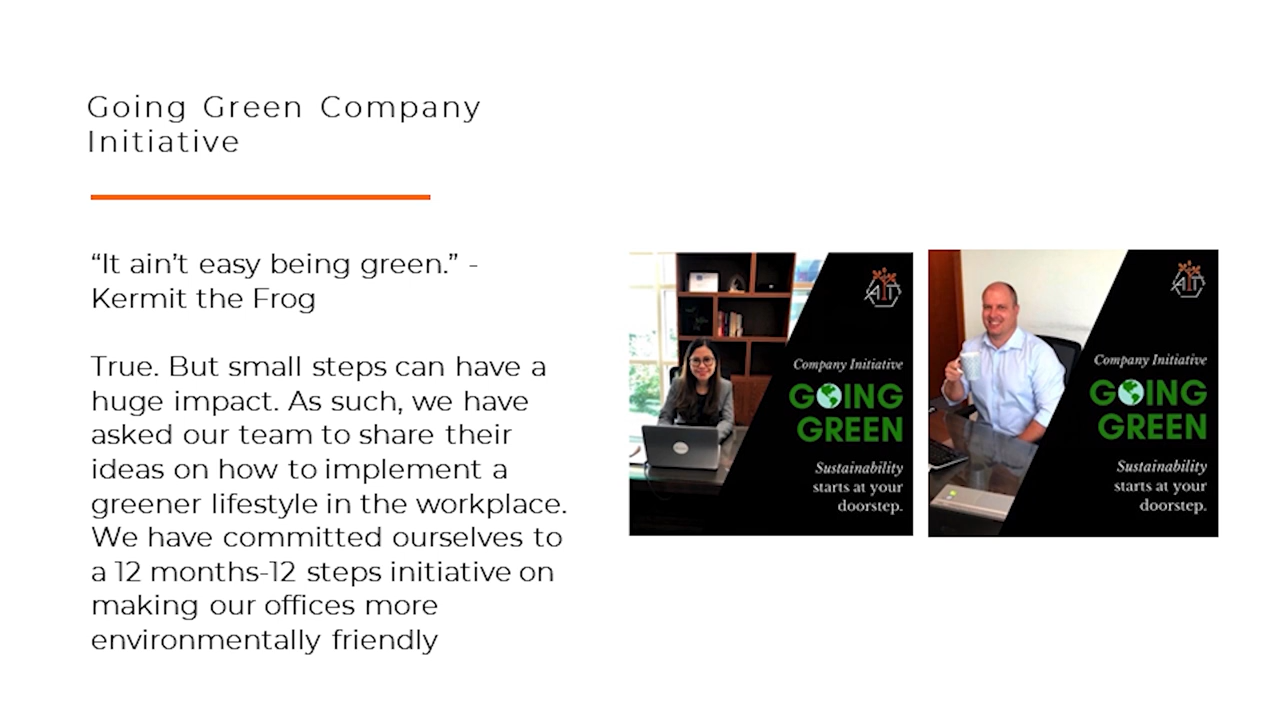 Going Green Company
Initiative
“It ain’t easy being green.” -
Kermit the Frog
True. But small steps can have a
huge impact. As such, we have
asked our team to share their
ideas on how to implement a
greener lifestyle in the workplace.
We have committed ourselves to
a 12 months-12 steps initiative on
making our offices more
environmentally friendly
Company Initiative
GOING
GREEN
Sustainability
starts at your
doorstep.
Company Initiative
GOING
GREEN
Sustainability
starts at your
doorstep.